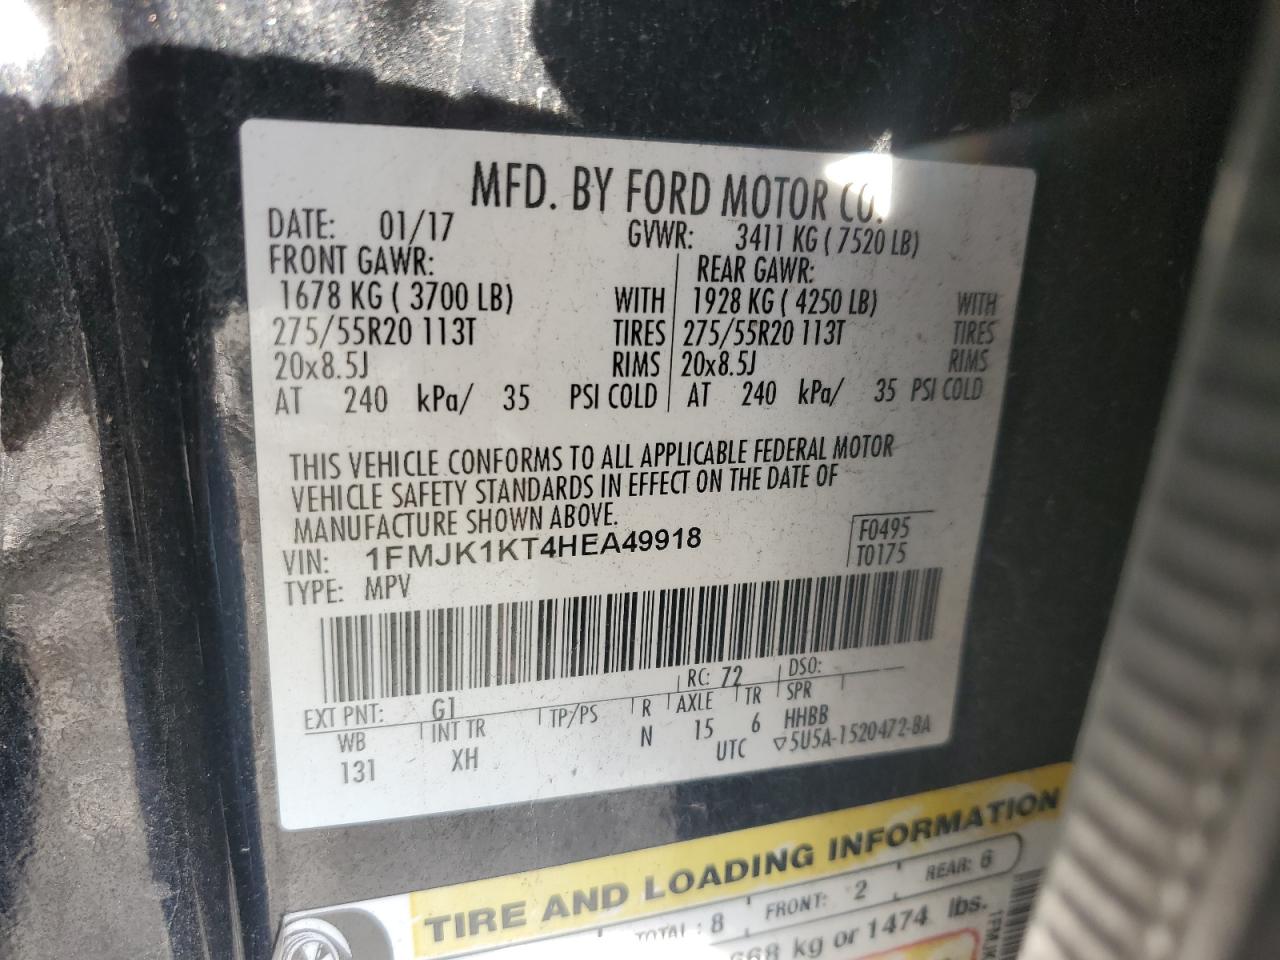 MFD. BY FORD MOTOR CO.
DATE: 01/17 GVWR: 3411 KG ( 7520 LB)
FRONT GAWR: REAR GAWR:
1678 KG ( 3700 LB) WITH 1928 KG ( 4250 LB) WITH
275/55R20 113T TIRES 275/55R20 113T TIRES
20x8.5J RIMS 20x8.5J RIMS
AT 240 kPa/ 35 PSI COLD AT 240 kPa/ 35 PSI COLD
THIS VEHICLE CONFORMS TO ALL APPLICABLE FEDERAL MOTOR
VEHICLE SAFETY STANDARDS IN EFFECT ON THE DATE OF
MANUFACTURE SHOWN ABOVE.
VIN: 1FMJK1KT4HEA49918 F0495
TYPE: MPV T0175
RC: 72 DSO:
EXT PNT: G1
WB INT TR TP/PS R AXLE TR SPR
131 XH N 15 6 HHBB
UTC ▽5U5A-1520472-BA
TIRE AND LOADING INFORMATION
TOTAL : 8 FRONT: 2 REAR: 6
668 kg or 1474 lbs.